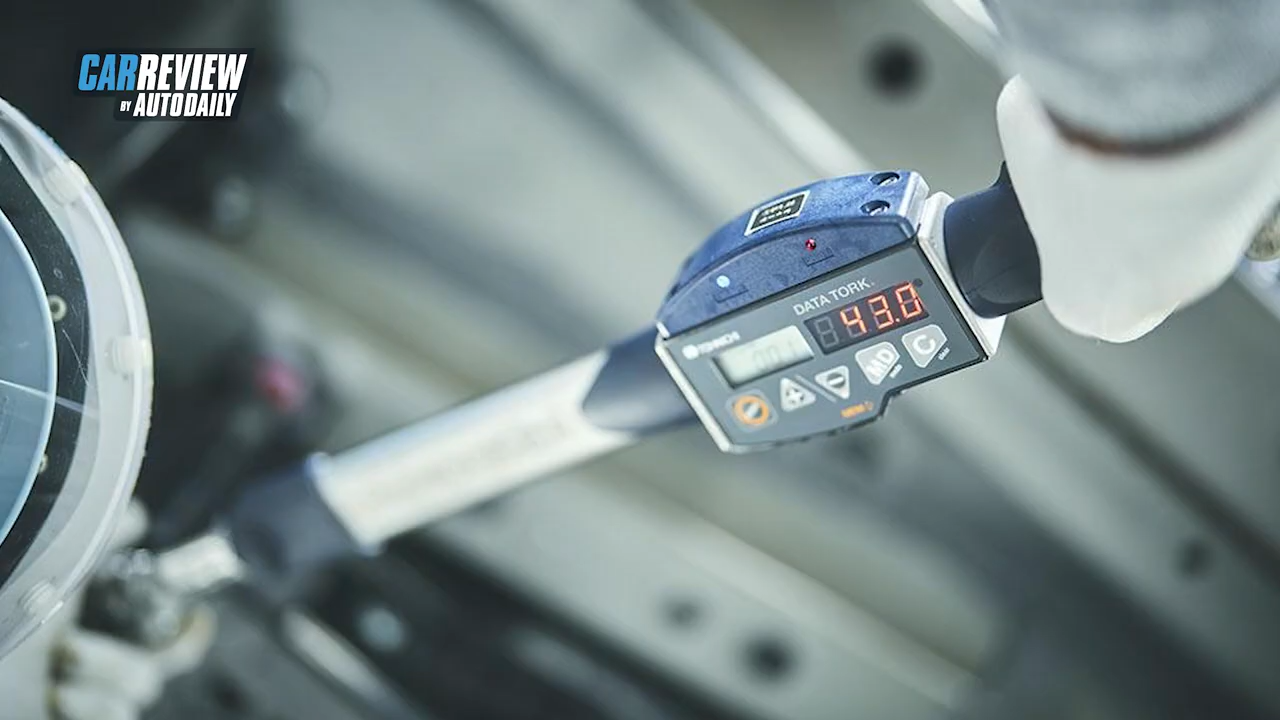 CARREVIEW
BY AUTODAILY
DATA TORK
43.0
TOHNICHI
MD
C